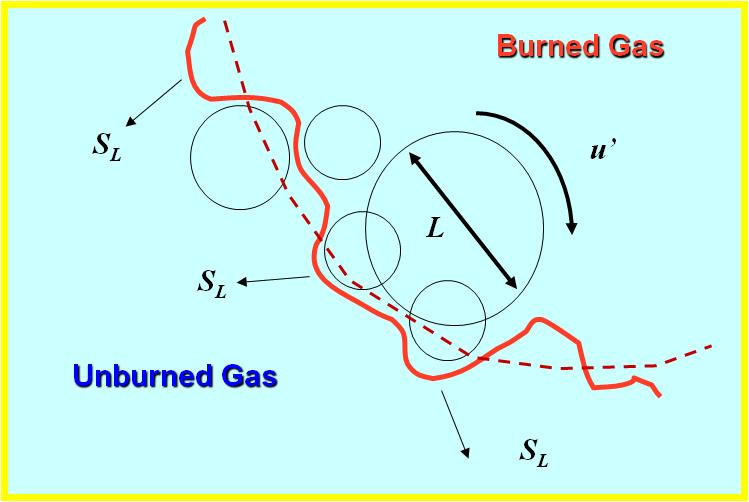 Burned Gas
S_L
u’
L
S_L
Unburned Gas
S_L